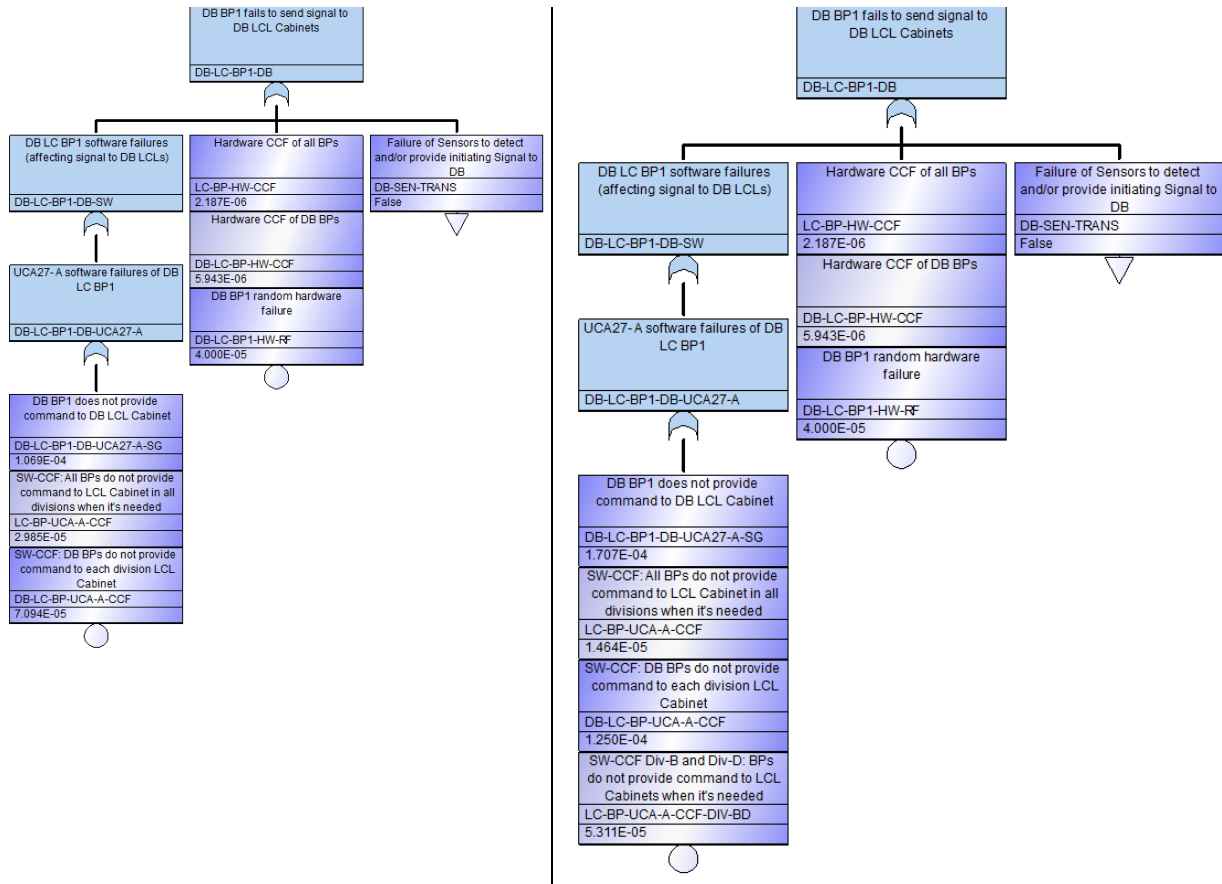 DB BP1 fails to send signal to
DB LCL Cabinets
DB-LC-BP1-DB
DB LC BP1 software failures
(affecting signal to DB LCLs)
DB-LC-BP1-DB-SW
Hardware CCF of all BPs
LC-BP-HW-CCF
2.187E-06
Hardware CCF of DB BPs
DB-LC-BP-HW-CCF
5.943E-06
DB BP1 random hardware
failure
DB-LC-BP1-HW-RF
4.000E-05
Failure of Sensors to detect
and/or provide initiating Signal to
DB
DB-SEN-TRANS
False
UCA27- A software failures of DB
LC BP1
DB-LC-BP1-DB-UCA27-A
DB BP1 does not provide
command to DB LCL Cabinet
DB-LC-BP1-DB-UCA27-A-SG
1.069E-04
SW-CCF: All BPs do not provide
command to LCL Cabinet in all
divisions when it's needed
LC-BP-UCA-A-CCF
2.985E-05
SW-CCF: DB BPs do not provide
command to each division LCL
Cabinet
DB-LC-BP-UCA-A-CCF
7.094E-05
DB BP1 fails to send signal to
DB LCL Cabinets
DB-LC-BP1-DB
DB LC BP1 software failures
(affecting signal to DB LCLs)
DB-LC-BP1-DB-SW
Hardware CCF of all BPs
LC-BP-HW-CCF
2.187E-06
Hardware CCF of DB BPs
DB-LC-BP-HW-CCF
5.943E-06
DB BP1 random hardware
failure
DB-LC-BP1-HW-RF
4.000E-05
Failure of Sensors to detect
and/or provide initiating Signal to
DB
DB-SEN-TRANS
False
UCA27- A software failures of DB
LC BP1
DB-LC-BP1-DB-UCA27-A
DB BP1 does not provide
command to DB LCL Cabinet
DB-LC-BP1-DB-UCA27-A-SG
1.707E-04
SW-CCF: All BPs do not provide
command to LCL Cabinet in all
divisions when it's needed
LC-BP-UCA-A-CCF
1.464E-05
SW-CCF: DB BPs do not provide
command to each division LCL
Cabinet
DB-LC-BP-UCA-A-CCF
1.250E-04
SW-CCF Div-B and Div-D: BPs
do not provide command to LCL
Cabinets when it's needed
LC-BP-UCA-A-CCF-DIV-BD
5.311E-05